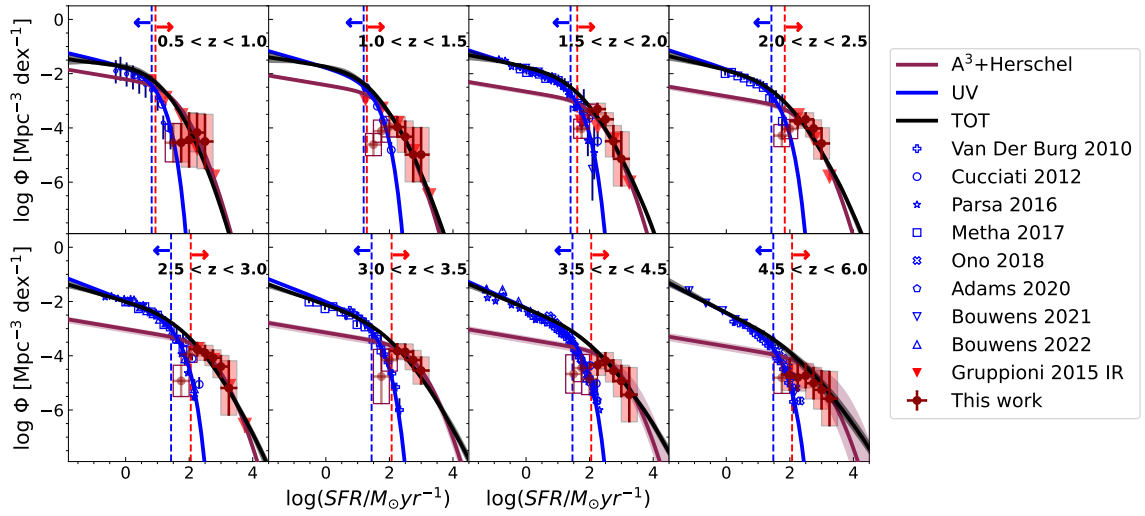 0.5 < z < 1.0
1.0 < z < 1.5
1.5 < z < 2.0
2.0 < z < 2.5
0
−2
−4
−6
log Φ [Mpc⁻³ dex⁻¹]
2.5 < z < 3.0
3.0 < z < 3.5
3.5 < z < 4.5
4.5 < z < 6.0
0
−2
−4
−6
log Φ [Mpc⁻³ dex⁻¹]
0 2 4
0 2 4
0 2 4
0 2 4
log(SFR/M⊙yr⁻¹)
log(SFR/M⊙yr⁻¹)
A³+Herschel
UV
TOT
Van Der Burg 2010
Cucciati 2012
Parsa 2016
Metha 2017
Ono 2018
Adams 2020
Bouwens 2021
Bouwens 2022
Gruppioni 2015 IR
This work